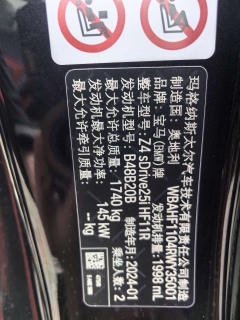 玛格纳斯太尔汽车技术有限责任公司制造
制造国：奥地利 WBAHF1104RWY35001
品牌：宝马(BMW)牌 发动机排量：1998 mL
整车型号：Z4 sDrive25i HF11R
发动机型号：B48B20B 制造年月：2024-01
最大允许总质量：1740 kg 乘坐人数：2
发动机最大净功率：145 kW
最大允许牵引质量：-- kg